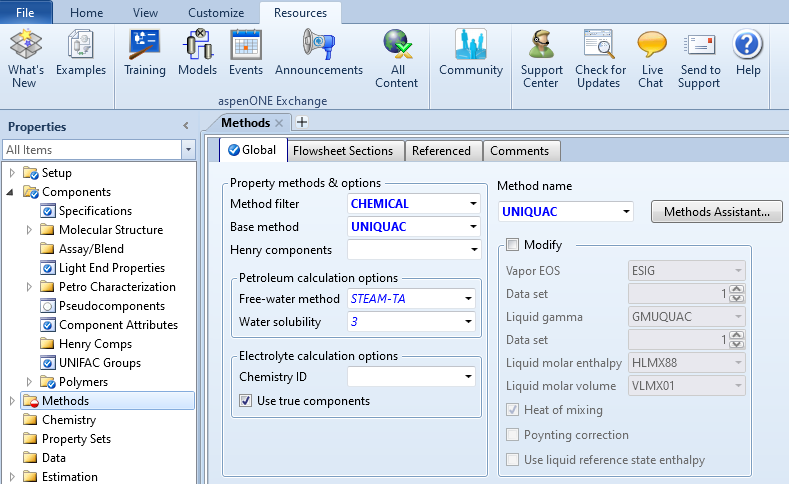 File Home View Customize Resources
What's New Examples Training Models Events Announcements All Content Community Support Center Check for Updates Live Chat Send to Support Help
aspenONE Exchange
Properties <
All Items
Setup
Components
Specifications
Molecular Structure
Assay/Blend
Light End Properties
Petro Characterization
Pseudocomponents
Component Attributes
Henry Comps
UNIFAC Groups
Polymers
Methods
Chemistry
Property Sets
Data
Estimation
Methods × +
Global Flowsheet Sections Referenced Comments
Property methods & options
Method filter CHEMICAL
Base method UNIQUAC
Henry components
Petroleum calculation options
Free-water method STEAM-TA
Water solubility 3
Electrolyte calculation options
Chemistry ID
Use true components
Method name
UNIQUAC Methods Assistant...
Modify
Vapor EOS ESIG
Data set 1
Liquid gamma GMUQUAC
Data set 1
Liquid molar enthalpy HLMX88
Liquid molar volume VLMX01
Heat of mixing
Poynting correction
Use liquid reference state enthalpy